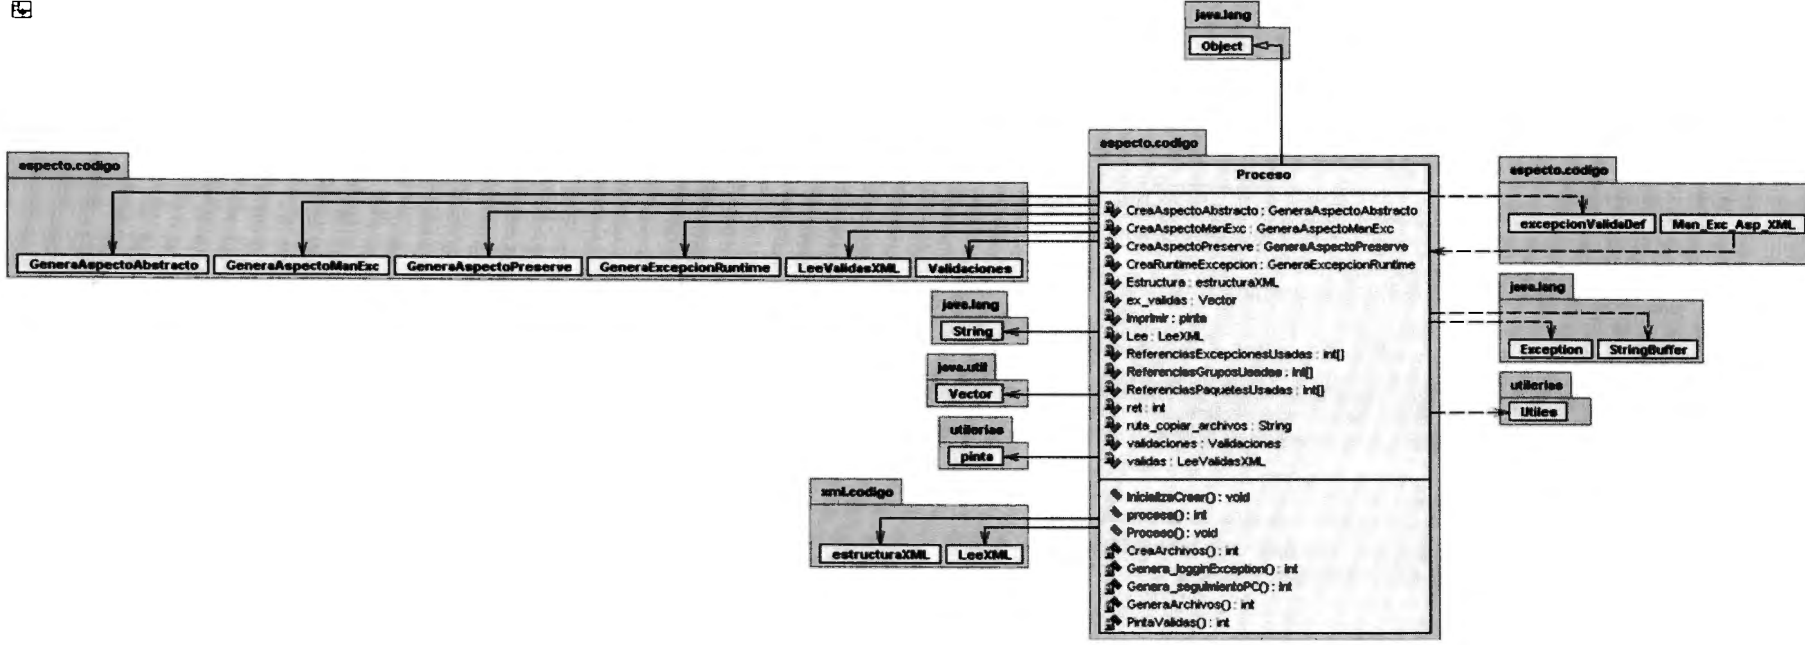 java.lang
Object
aspecto.codigo
GeneraAspectoAbstracto
GeneraAspectoManExc
GeneraAspectoPreserve
GeneraExcepcionRuntime
LeeValidasXML
Validaciones
java.lang
String
java.util
Vector
utilerias
pinta
xml.codigo
estructuraXML
LeeXML
aspecto.codigo
Proceso
CreaAspectoAbstracto : GeneraAspectoAbstracto
CreaAspectoManExc : GeneraAspectoManExc
CreaAspectoPreserve : GeneraAspectoPreserve
CreaRuntimeExcepcion : GeneraExcepcionRuntime
Estructura : estructuraXML
ex_validas : Vector
Imprimir : pinta
Lee : LeeXML
ReferenciasExcepcionesUsadas : int[]
ReferenciasGruposUsadas : int[]
ReferenciasPaquetesUsadas : int[]
ret : int
ruta_copiar_archivos : String
validaciones : Validaciones
validas : LeeValidasXML
InicializaCrear() : void
proceso() : int
Proceso() : void
CreaArchivos() : int
Genera_logginException() : int
Genera_seguimientoPC() : int
GeneraArchivos() : int
PintaValidas() : int
aspecto.codigo
excepcionValidaDef
Man_Exc_Asp_XML
java.lang
Exception
StringBuffer
utilerias
Utiles